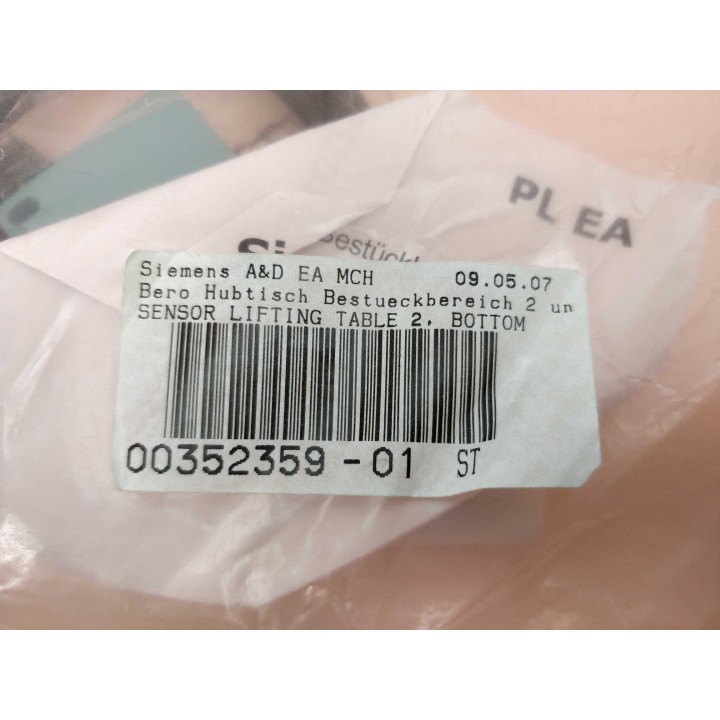 PL EA
Siemens A&D EA MCH 09.05.07
Bero Hubtisch Bestueckbereich 2 un
SENSOR LIFTING TABLE 2, BOTTOM
00352359-01 ST